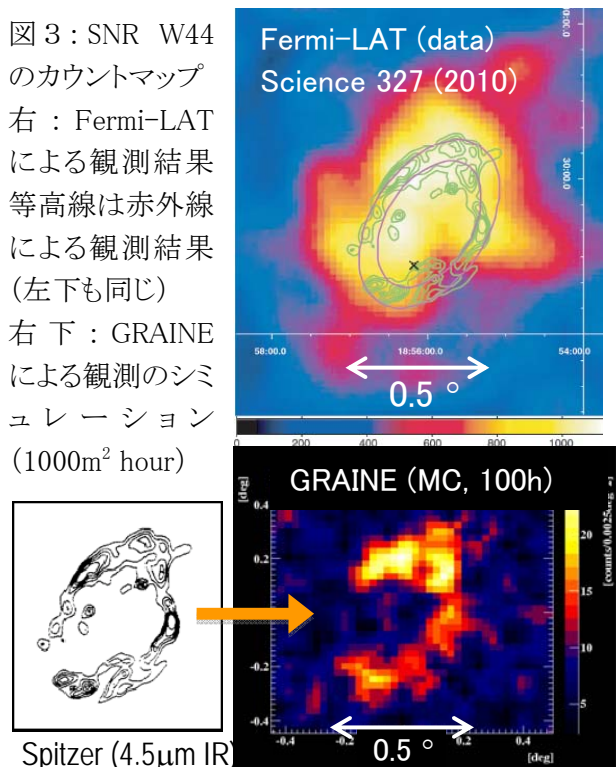 図３：SNR W44
のカウントマップ
右：Fermi-LAT
による観測結果
等高線は赤外線
による観測結果
(左下も同じ)
右下：GRAINE
による観測のシミ
ュレーション
(1000m² hour)
Fermi-LAT (data)
Science 327 (2010)
30:00.0
58:00.0
18:56:00.0
54:00.0
0.5 °
200
400
600
800
1000
GRAINE (MC, 100h)
[deg]
0.4
0.2
0
-0.2
-0.4
-0.4
-0.2
0.2
0.4
[deg]
20
15
10
5
0.5 °
Spitzer (4.5μm IR)